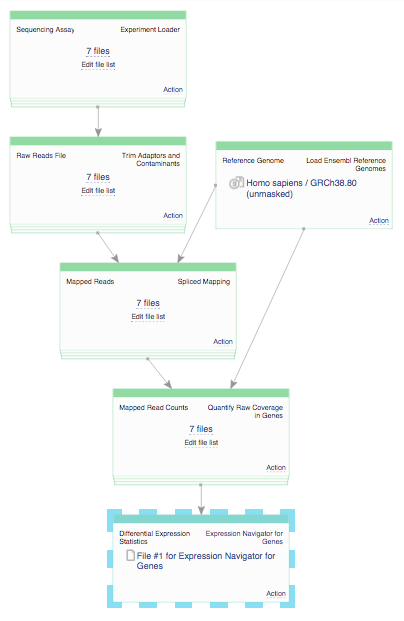 Sequencing Assay Experiment Loader
7 files
Edit file list
Action
Raw Reads File Trim Adaptors and
Contaminants
7 files
Edit file list
Action
Reference Genome Load Ensembl Reference
Genomes
Homo sapiens / GRCh38.80
(unmasked)
Action
Mapped Reads Spliced Mapping
7 files
Edit file list
Action
Mapped Read Counts Quantify Raw Coverage
in Genes
7 files
Edit file list
Action
Differential Expression Expression Navigator for
Statistics Genes
File #1 for Expression Navigator for
Genes
Action